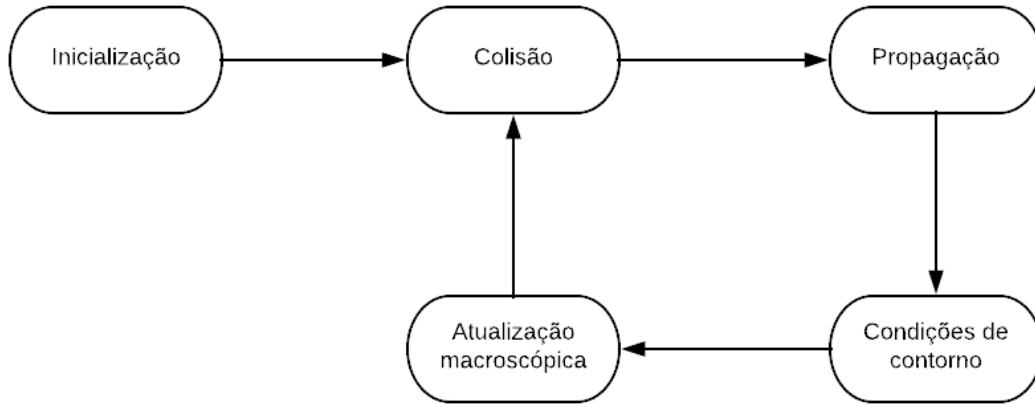 Inicialização
Colisão
Propagação
Atualização
macroscópica
Condições de
contorno